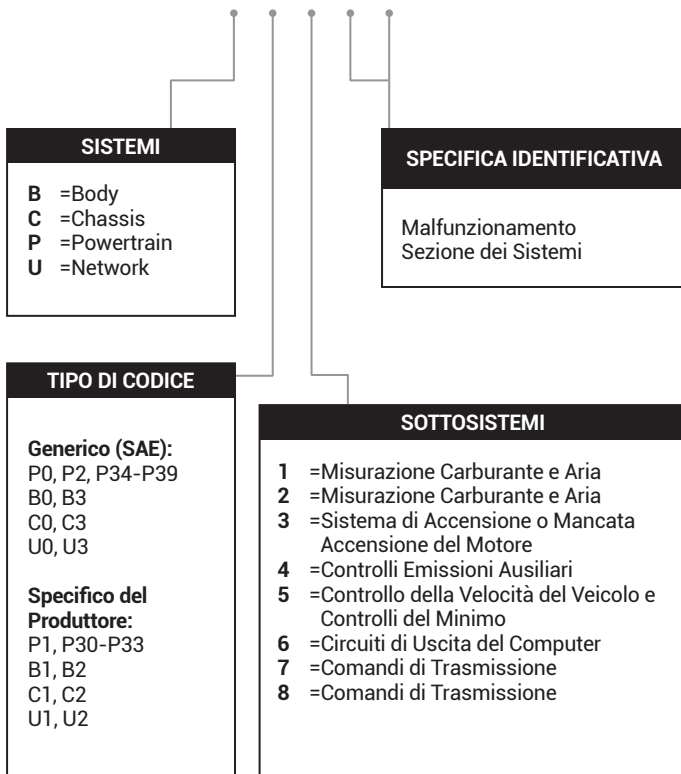 SISTEMI
B =Body
C =Chassis
P =Powertrain
U =Network
SPECIFICA IDENTIFICATIVA
Malfunzionamento
Sezione dei Sistemi
TIPO DI CODICE
Generico (SAE):
P0, P2, P34-P39
B0, B3
C0, C3
U0, U3
Specifico del
Produttore:
P1, P30-P33
B1, B2
C1, C2
U1, U2
SOTTOSISTEMI
1 =Misurazione Carburante e Aria
2 =Misurazione Carburante e Aria
3 =Sistema di Accensione o Mancata
Accensione del Motore
4 =Controlli Emissioni Ausiliari
5 =Controllo della Velocità del Veicolo e
Controlli del Minimo
6 =Circuiti di Uscita del Computer
7 =Comandi di Trasmissione
8 =Comandi di Trasmissione